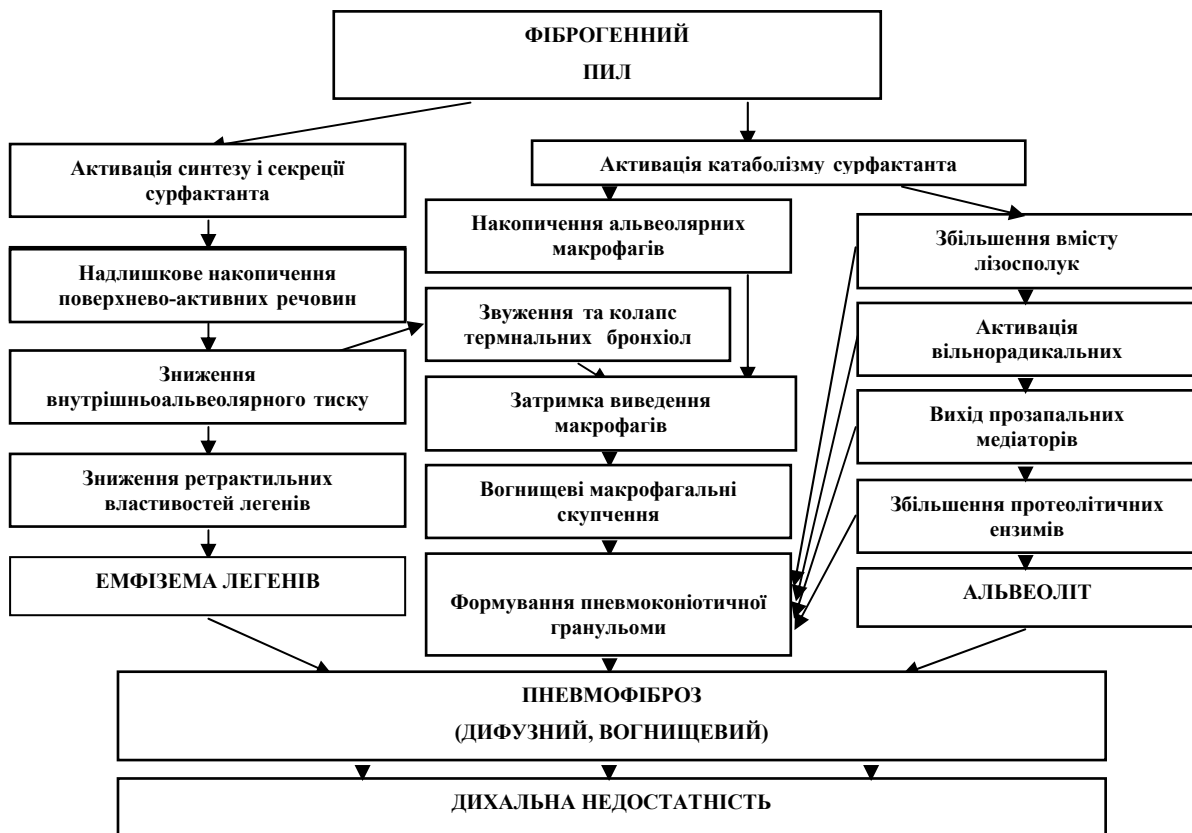 ФІБРОГЕННИЙ
ПИЛ
Активація синтезу і секреції
сурфактанта
Активація катаболізму сурфактанта
Надлишкове накопичення
поверхнево-активних речовин
Накопичення альвеолярних
макрофагів
Збільшення вмісту
лізосполук
Зниження
внутрішньоальвеолярного тиску
Звуження та колапс
термнальних бронхіол
Активація
вільнорадикальних
Затримка виведення
макрофагів
Вихід прозапальних
медіаторів
Зниження ретрактильних
властивостей легенів
Вогнищеві макрофагальні
скупчення
Збільшення протеолітичних
ензимів
ЕМФІЗЕМА ЛЕГЕНІВ
Формування пневмоконіотичної
гранульоми
АЛЬВЕОЛІТ
ПНЕВМОФІБРОЗ
(ДИФУЗНИЙ, ВОГНИЩЕВИЙ)
ДИХАЛЬНА НЕДОСТАТНІСТЬ